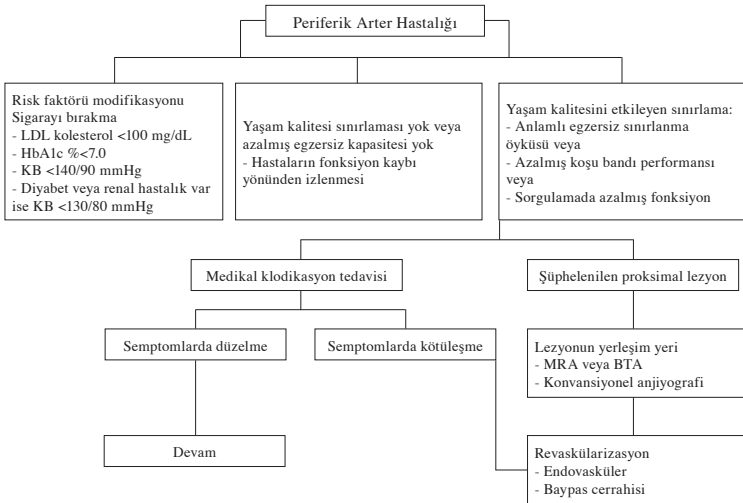 Periferik Arter Hastalığı
Risk faktörü modifikasyonu
Sigarayı bırakma
- LDL kolesterol <100 mg/dL
- HbA1c %<7.0
- KB <140/90 mmHg
- Diyabet veya renal hastalık var
ise KB <130/80 mmHg
Yaşam kalitesi sınırlaması yok veya
azalmış egzersiz kapasitesi yok
- Hastaların fonksiyon kaybı
yönünden izlenmesi
Yaşam kalitesini etkileyen sınırlama:
- Anlamlı egzersiz sınırlanma
öyküsü veya
- Azalmış koşu bandı performansı
veya
- Sorgulamada azalmış fonksiyon
Medikal klodikasyon tedavisi
Şüphelenilen proksimal lezyon
Semptomlarda düzelme
Semptomlarda kötüleşme
Lezyonun yerleşim yeri
- MRA veya BTA
- Konvansiyonel anjiyografi
Devam
Revaskülarizasyon
- Endovasküler
- Baypas cerrahisi